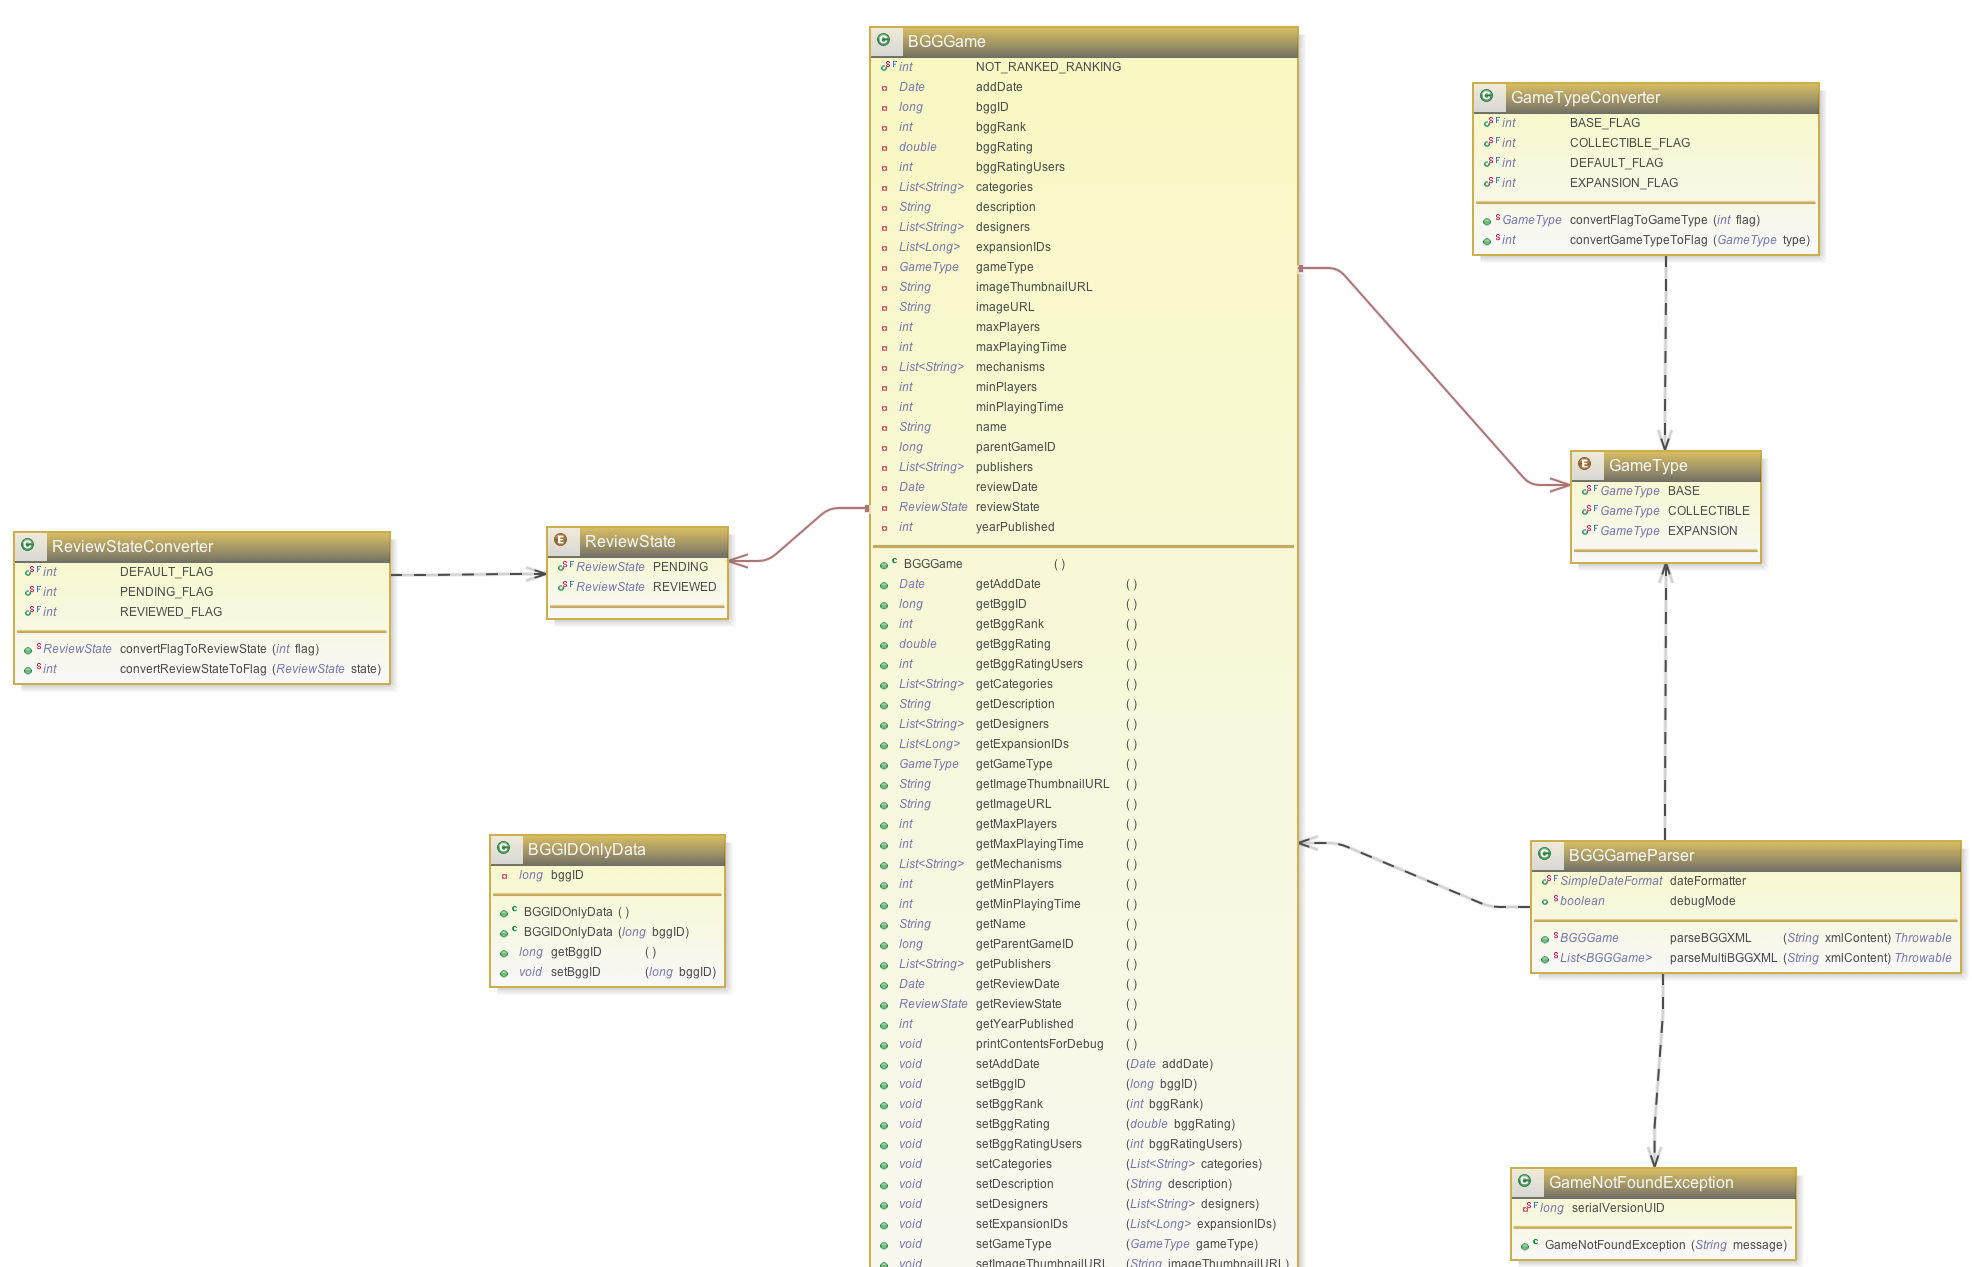 BGGGame
int NOT_RANKED_RANKING
Date addDate
long bggID
int bggRank
double bggRating
int bggRatingUsers
List<String> categories
String description
List<String> designers
List<Long> expansionIDs
GameType gameType
String imageThumbnailURL
String imageURL
int maxPlayers
int maxPlayingTime
List<String> mechanisms
int minPlayers
int minPlayingTime
String name
long parentGameID
List<String> publishers
Date reviewDate
ReviewState reviewState
int yearPublished
BGGGame ( )
Date getAddDate ( )
long getBggID ( )
int getBggRank ( )
double getBggRating ( )
int getBggRatingUsers ( )
List<String> getCategories ( )
String getDescription ( )
List<String> getDesigners ( )
List<Long> getExpansionIDs ( )
GameType getGameType ( )
String getImageThumbnailURL ( )
String getImageURL ( )
int getMaxPlayers ( )
int getMaxPlayingTime ( )
List<String> getMechanisms ( )
int getMinPlayers ( )
int getMinPlayingTime ( )
String getName ( )
long getParentGameID ( )
List<String> getPublishers ( )
Date getReviewDate ( )
ReviewState getReviewState ( )
int getYearPublished ( )
void printContentsForDebug ( )
void setAddDate (Date addDate)
void setBggID (long bggID)
void setBggRank (int bggRank)
void setBggRating (double bggRating)
void setBggRatingUsers (int bggRatingUsers)
void setCategories (List<String> categories)
void setDescription (String description)
void setDesigners (List<String> designers)
void setExpansionIDs (List<Long> expansionIDs)
void setGameType (GameType gameType)
void setImageThumbnailURL (String imageThumbnailURL)
GameTypeConverter
int BASE_FLAG
int COLLECTIBLE_FLAG
int DEFAULT_FLAG
int EXPANSION_FLAG
GameType convertFlagToGameType (int flag)
int convertGameTypeToFlag (GameType type)
GameType
GameType BASE
GameType COLLECTIBLE
GameType EXPANSION
ReviewStateConverter
int DEFAULT_FLAG
int PENDING_FLAG
int REVIEWED_FLAG
ReviewState convertFlagToReviewState (int flag)
int convertReviewStateToFlag (ReviewState state)
ReviewState
ReviewState PENDING
ReviewState REVIEWED
BGGIDOnlyData
long bggID
BGGIDOnlyData ( )
BGGIDOnlyData (long bggID)
long getBggID ( )
void setBggID (long bggID)
BGGGameParser
SimpleDateFormat dateFormatter
boolean debugMode
BGGGame parseBGGXML (String xmlContent) Throwable
List<BGGGame> parseMultiBGGXML (String xmlContent) Throwable
GameNotFoundException
long serialVersionUID
GameNotFoundException (String message)